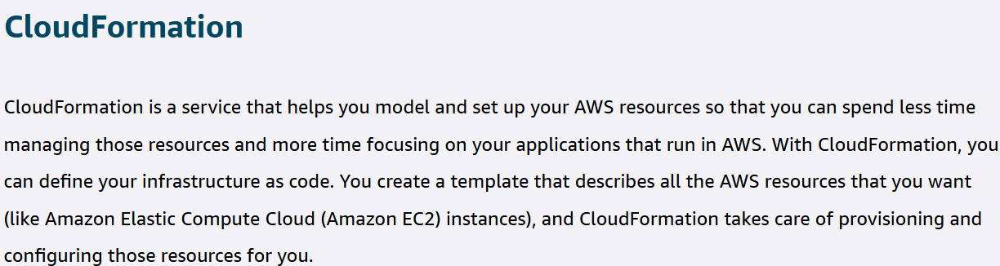 CloudFormation
CloudFormation is a service that helps you model and set up your AWS resources so that you can spend less time
managing those resources and more time focusing on your applications that run in AWS. With CloudFormation, you
can define your infrastructure as code. You create a template that describes all the AWS resources that you want
(like Amazon Elastic Compute Cloud (Amazon EC2) instances), and CloudFormation takes care of provisioning and
configuring those resources for you.